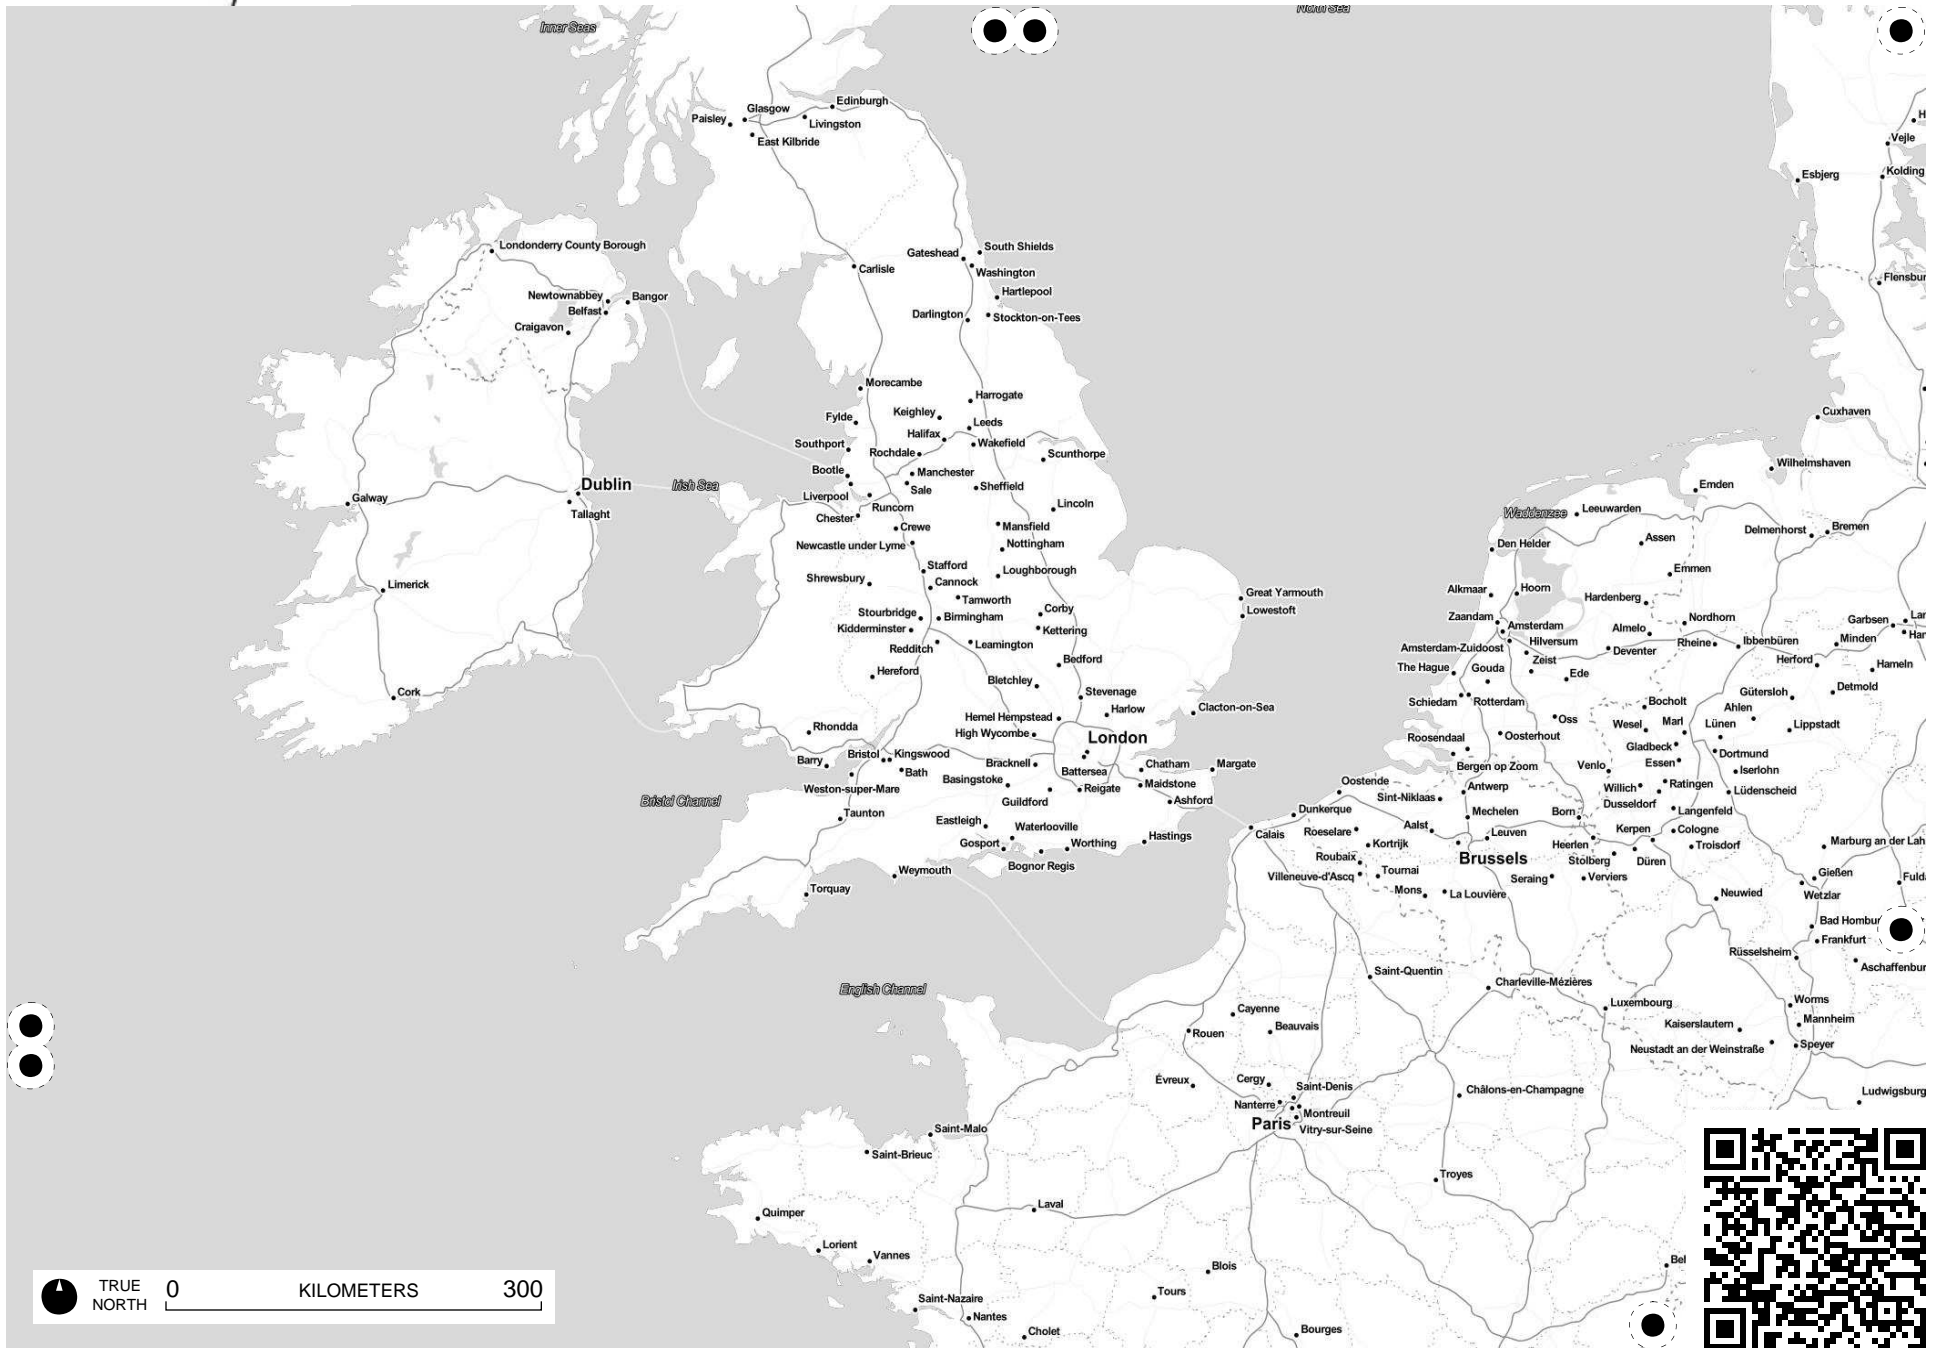 Inner Seas
North Sea
Glasgow
Edinburgh
Paisley
Livingston
East Kilbride
Vejle
Esbjerg
Kolding
Londonderry County Borough
Gateshead
South Shields
Carlisle
Washington
Newtownabbey
Bangor
Hartlepool
Belfast
Darlington
Stockton-on-Tees
Craigavon
Flensbur
Morecambe
Harrogate
Fylde
Keighley
Leeds
Cuxhaven
Halifax
Southport
Wakefield
Rochdale
Scunthorpe
Wilhelmshaven
Bootle
Manchester
Dublin
Irish Sea
Sale
Sheffield
Emden
Galway
Liverpool
Runcorn
Lincoln
Tallaght
Chester
Waddenzee
Leeuwarden
Crewe
Mansfield
Delmenhorst
Bremen
Newcastle under Lyme
Nottingham
Den Helder
Assen
Stafford
Loughborough
Emmen
Shrewsbury
Cannock
Limerick
Tamworth
Great Yarmouth
Alkmaar
Hoorn
Hardenberg
Stourbridge
Birmingham
Corby
Lowestoft
Zaandam
Amsterdam
Nordhorn
Garbsen
Lar
Kidderminster
Kettering
Almelo
Har
Redditch
Leamington
Amsterdam-Zuidoost
Hilversum
Deventer
Rheine
Ibbenbüren
Minden
Bedford
Zeist
Herford
Hameln
Hereford
Bletchley
The Hague
Gouda
Ede
Cork
Stevenage
Schiedam
Rotterdam
Bocholt
Gütersloh
Detmold
Harlow
Clacton-on-Sea
Ahlen
Hemel Hempstead
Oss
Wesel
Marl
Lünen
Lippstadt
Rhondda
High Wycombe
London
Roosendaal
Oosterhout
Gladbeck
Barry
Bristol
Kingswood
Bath
Bracknell
Battersea
Chatham
Margate
Bergen op Zoom
Venlo
Essen
Dortmund
Iserlohn
Weston-super-Mare
Basingstoke
Guildford
Reigate
Maidstone
Oostende
Antwerp
Willich
Ratingen
Lüdenscheid
Bristol Channel
Ashford
Sint-Niklaas
Dusseldorf
Taunton
Dunkerque
Mechelen
Born
Langenfeld
Eastleigh
Waterlooville
Hastings
Calais
Roeselare
Aalst
Leuven
Kerpen
Cologne
Gosport
Worthing
Kortrijk
Heerlen
Troisdorf
Marburg an der Lah
Bognor Regis
Roubaix
Brussels
Stolberg
Düren
Weymouth
Villeneuve-d'Ascq
Tournai
Seraing
Verviers
Gießen
Fulda
Torquay
Mons
La Louvière
Neuwied
Wetzlar
Bad Hombur
Frankfurt
Rüsselsheim
Saint-Quentin
Aschaffenbur
English Channel
Charleville-Mézières
Luxembourg
Worms
Cayenne
Rouen
Beauvais
Kaiserslautern
Mannheim
Neustadt an der Weinstraße
Speyer
Évreux
Cergy
Saint-Denis
Châlons-en-Champagne
Ludwigsburg
Nanterre
Montreuil
Paris
Vitry-sur-Seine
Saint-Malo
Saint-Brieuc
Troyes
Laval
Quimper
Lorient
Vannes
Blois
Bel
Tours
Saint-Nazaire
Nantes
Cholet
Bourges
TRUE
NORTH
0 KILOMETERS 300